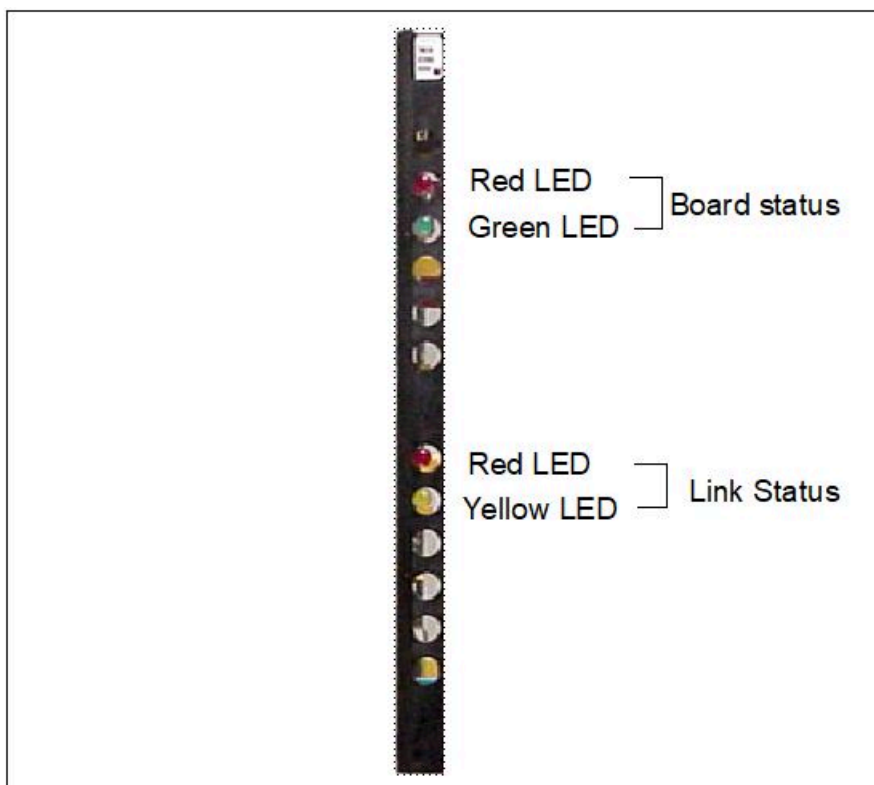 Red LED
Green LED
Board status
Red LED
Yellow LED
Link Status